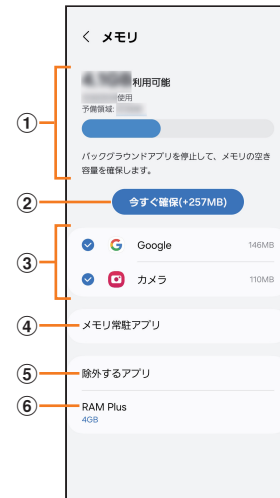 < メモリ
利用可能
使用
予備領域:
①
バックグラウンドアプリを停止して、メモリの空き
容量を確保します。
② 今すぐ確保(+257MB)
Google 146MB
③
カメラ 110MB
④ メモリ常駐アプリ
⑤ 除外するアプリ
⑥ RAM Plus
4GB